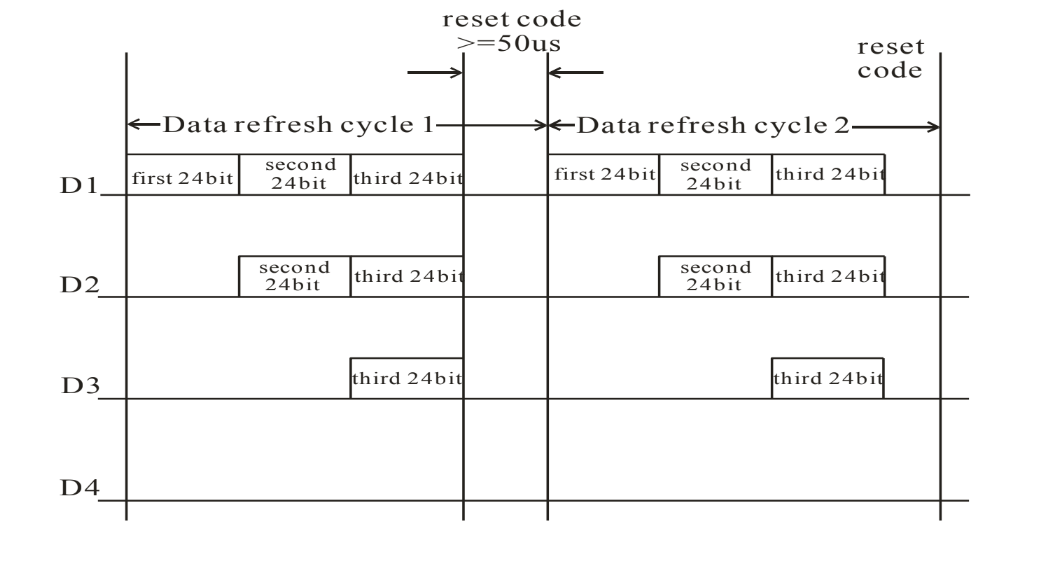 reset code
>=50us
reset
code
Data refresh cycle 1
Data refresh cycle 2
D1
first 24bit
second
24bit
third 24bit
first 24bit
second
24bit
third 24bit
D2
second
24bit
third 24bit
second
24bit
third 24bit
D3
third 24bit
third 24bit
D4